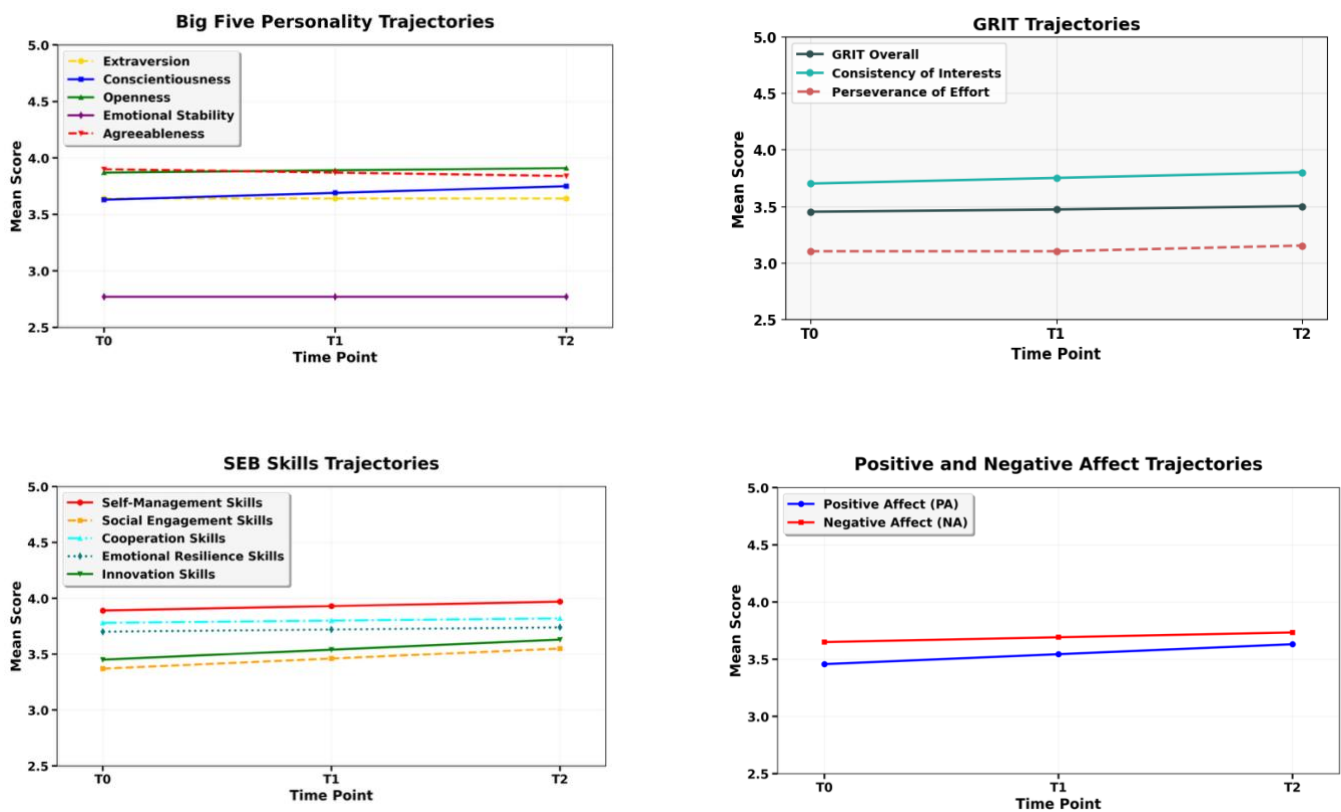 Big Five Personality Trajectories
5.0
4.5
4.0
3.5
3.0
2.5
Mean Score
Extraversion
Conscientiousness
Openness
Emotional Stability
Agreeableness
T0 T1 T2
Time Point
GRIT Trajectories
5.0
4.5
4.0
3.5
3.0
2.5
Mean Score
GRIT Overall
Consistency of Interests
Perseverance of Effort
T0 T1 T2
Time Point
SEB Skills Trajectories
5.0
4.5
4.0
3.5
3.0
2.5
Mean Score
Self-Management Skills
Social Engagement Skills
Cooperation Skills
Emotional Resilience Skills
Innovation Skills
T0 T1 T2
Time Point
Positive and Negative Affect Trajectories
5.0
4.5
4.0
3.5
3.0
2.5
Mean Score
Positive Affect (PA)
Negative Affect (NA)
T0 T1 T2
Time Point